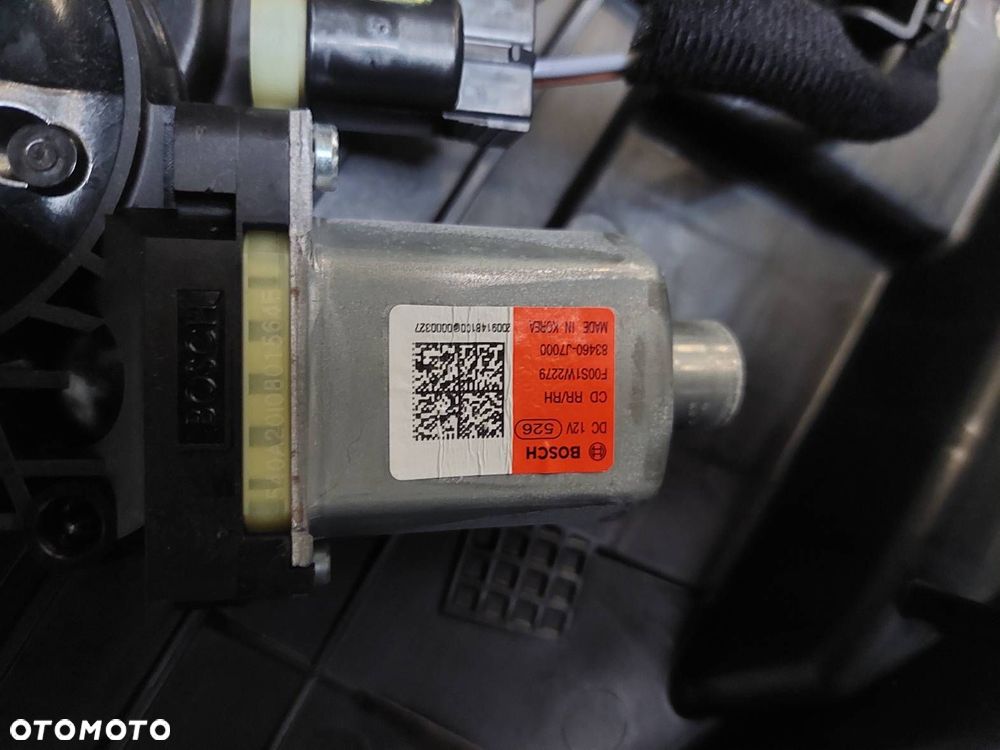 BOSCH
DC 12V 526
CD RR/RH
F00S1W2279
83460-J7000
MADE IN KOREA
BOSCH
OTOMOTO